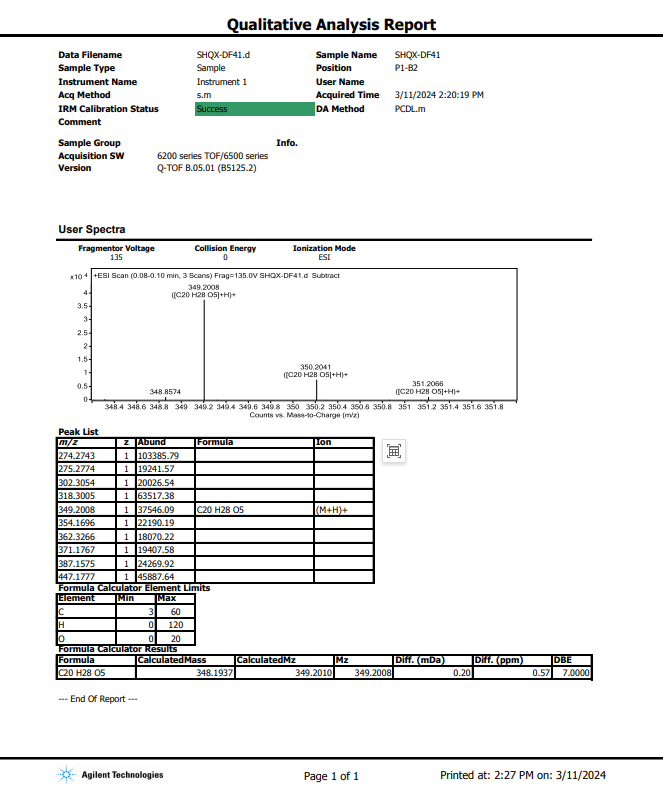 Qualitative Analysis Report
Data Filename SHQX-DF41.d Sample Name SHQX-DF41
Sample Type Sample Position P1-B2
Instrument Name Instrument 1 User Name
Acq Method s.m Acquired Time 3/11/2024 2:20:19 PM
IRM Calibration Status Success DA Method PCDL.m
Comment
Sample Group Info.
Acquisition SW 6200 series TOF/6500 series
Version Q-TOF B.05.01 (B5125.2)
User Spectra
Fragmentor Voltage Collision Energy Ionization Mode
135 0 ESI
x10 4 +ESI Scan (0.08-0.10 min, 3 Scans) Frag=135.0V SHQX-DF41.d Subtract
349.2008
([C20 H28 O5]+H)+
4
3.5
3
2.5
2
1.5
1
0.5
0
350.2041
([C20 H28 O5]+H)+
351.2066
([C20 H28 O5]+H)+
348.8574
348.4 348.6 348.8 349 349.2 349.4 349.6 349.8 350 350.2 350.4 350.6 350.8 351 351.2 351.4 351.6 351.8
Counts vs. Mass-to-Charge (m/z)
Peak List
m/z z Abund Formula Ion
274.2743 1 103385.79
275.2774 1 19241.57
302.3054 1 20026.54
318.3005 1 63517.38
349.2008 1 37546.09 C20 H28 O5 (M+H)+
354.1696 1 22190.19
362.3266 1 18070.22
371.1767 1 19407.58
387.1575 1 24269.92
447.1777 1 45887.64
Formula Calculator Element Limits
Element Min Max
C 3 60
H 0 120
O 0 20
Formula Calculator Results
Formula CalculatedMass CalculatedMz Mz Diff. (mDa) Diff. (ppm) DBE
C20 H28 O5 348.1937 349.2010 349.2008 0.20 0.57 7.0000
--- End Of Report ---
Agilent Technologies Page 1 of 1 Printed at: 2:27 PM on: 3/11/2024